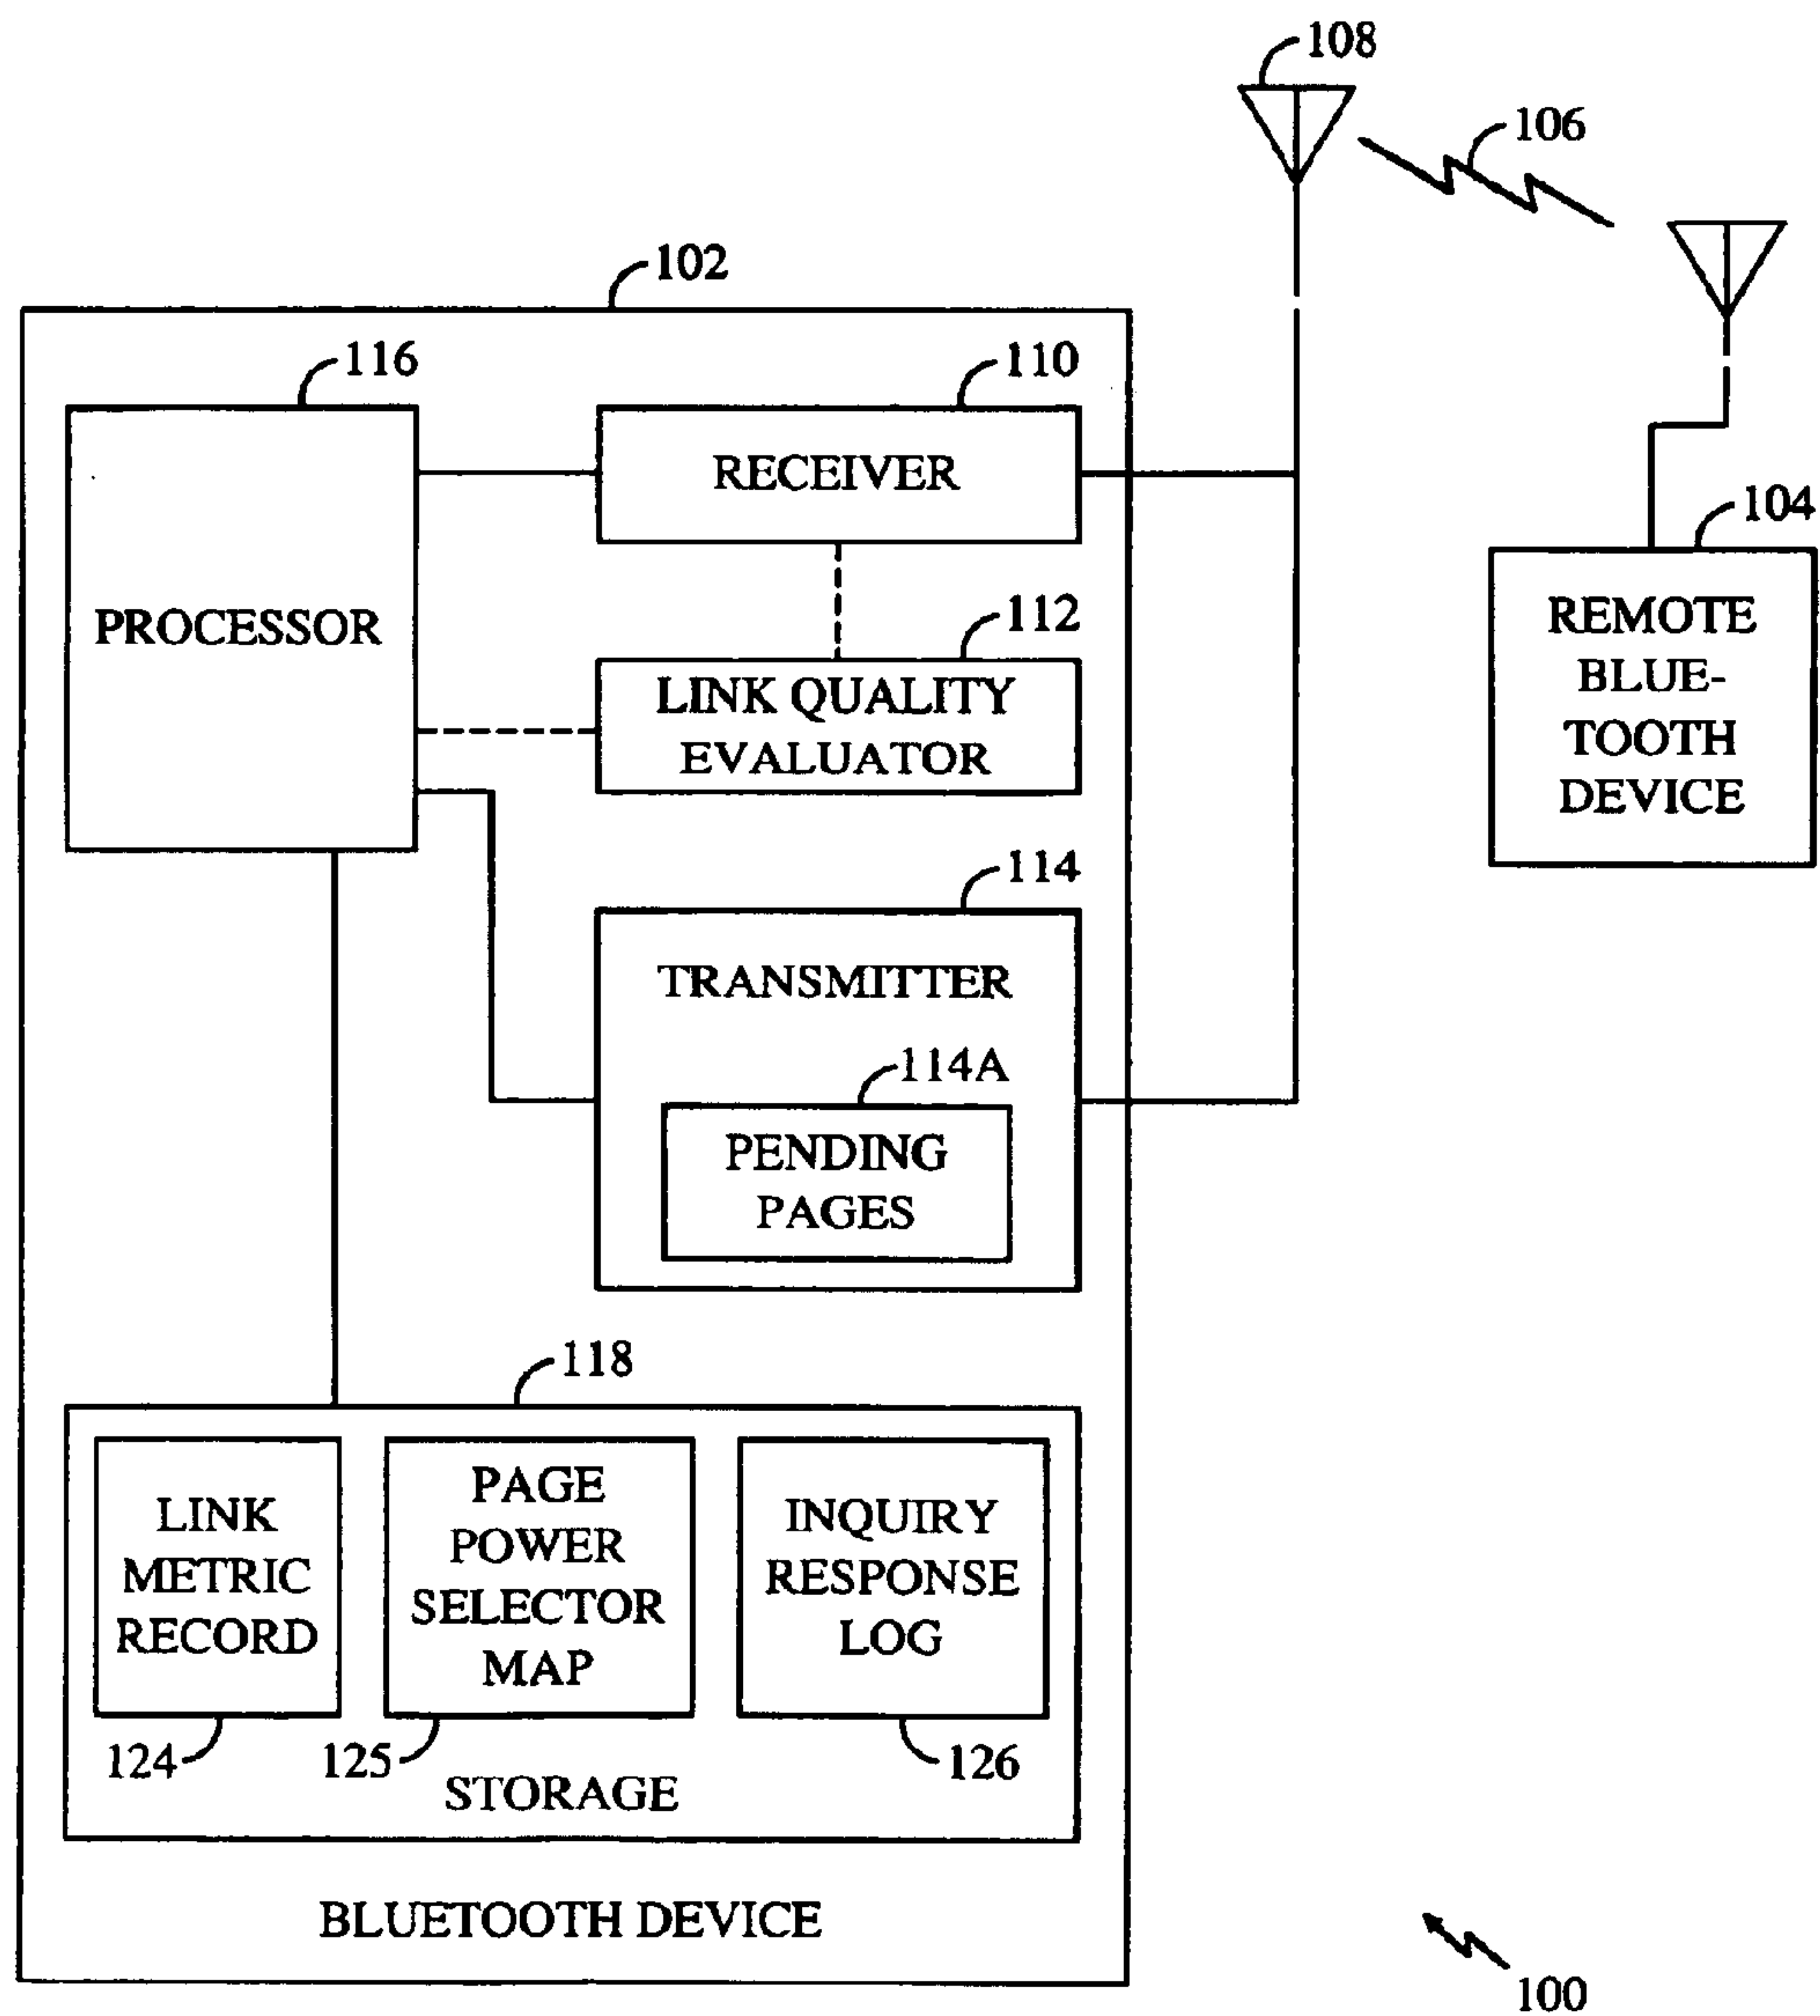 108
106
102
116
110
RECEIVER
104
PROCESSOR
112
REMOTE
BLUE-
TOOTH
DEVICE
LINK QUALITY
EVALUATOR
114
TRANSMITTER
114A
PENDING
PAGES
118
LINK
METRIC
RECORD
PAGE
POWER
SELECTOR
MAP
INQUIRY
RESPONSE
LOG
124
125
126
STORAGE
BLUETOOTH DEVICE
100